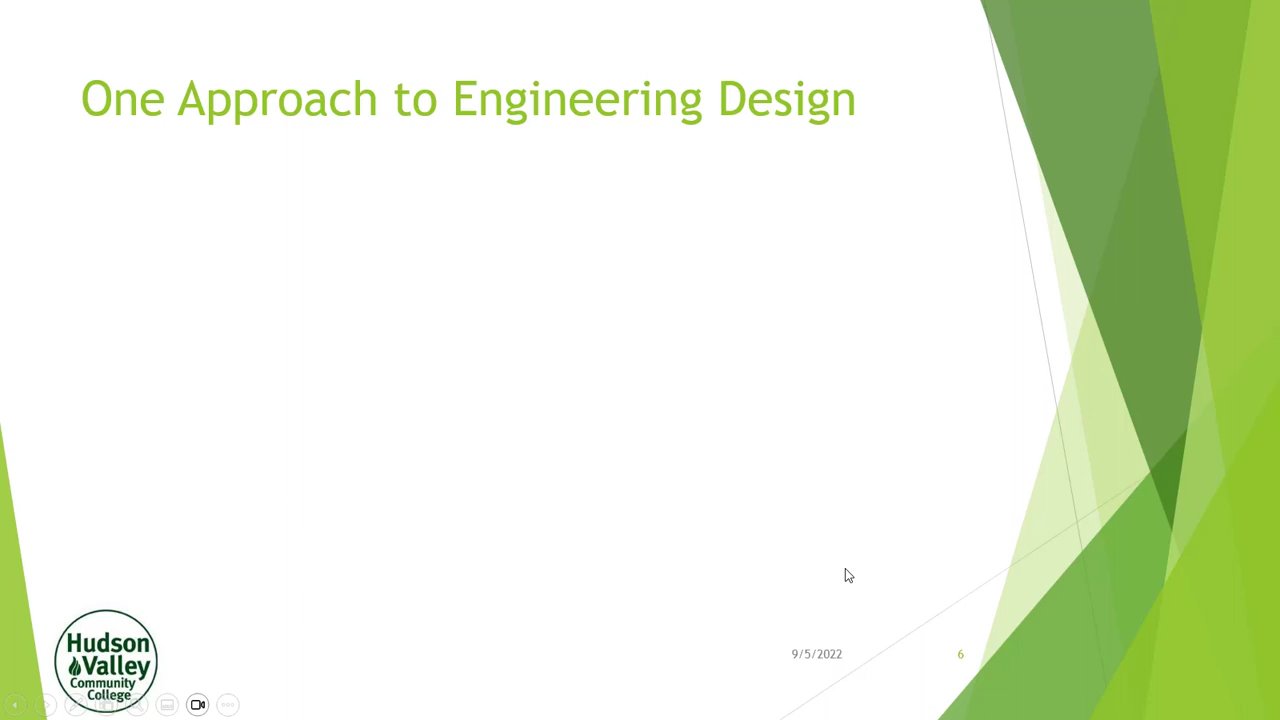 One Approach to Engineering Design
9/5/2022
6
Hudson
Valley
Community
College